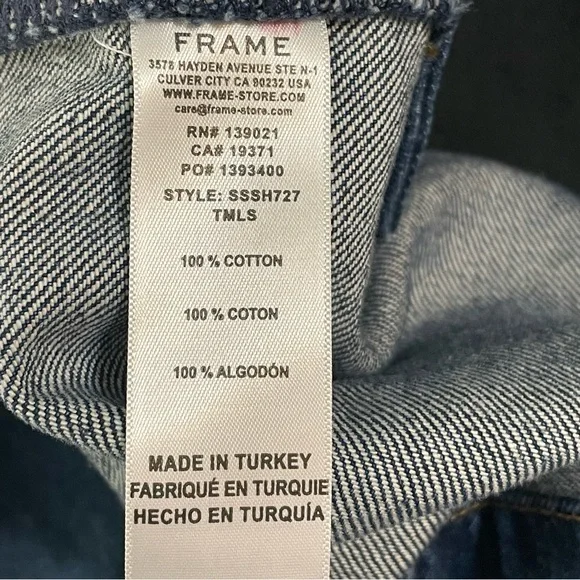 FRAME
3578 HAYDEN AVENUE STE N-1
CULVER CITY CA 90232 USA
WWW.FRAME-STORE.COM
care@frame-store.com
RN# 139021
CA# 19371
PO# 1393400
STYLE: SSSH727
TMLS
100 % COTTON
100 % COTON
100 % ALGODÓN
MADE IN TURKEY
FABRIQUÉ EN TURQUIE
HECHO EN TURQUÍA